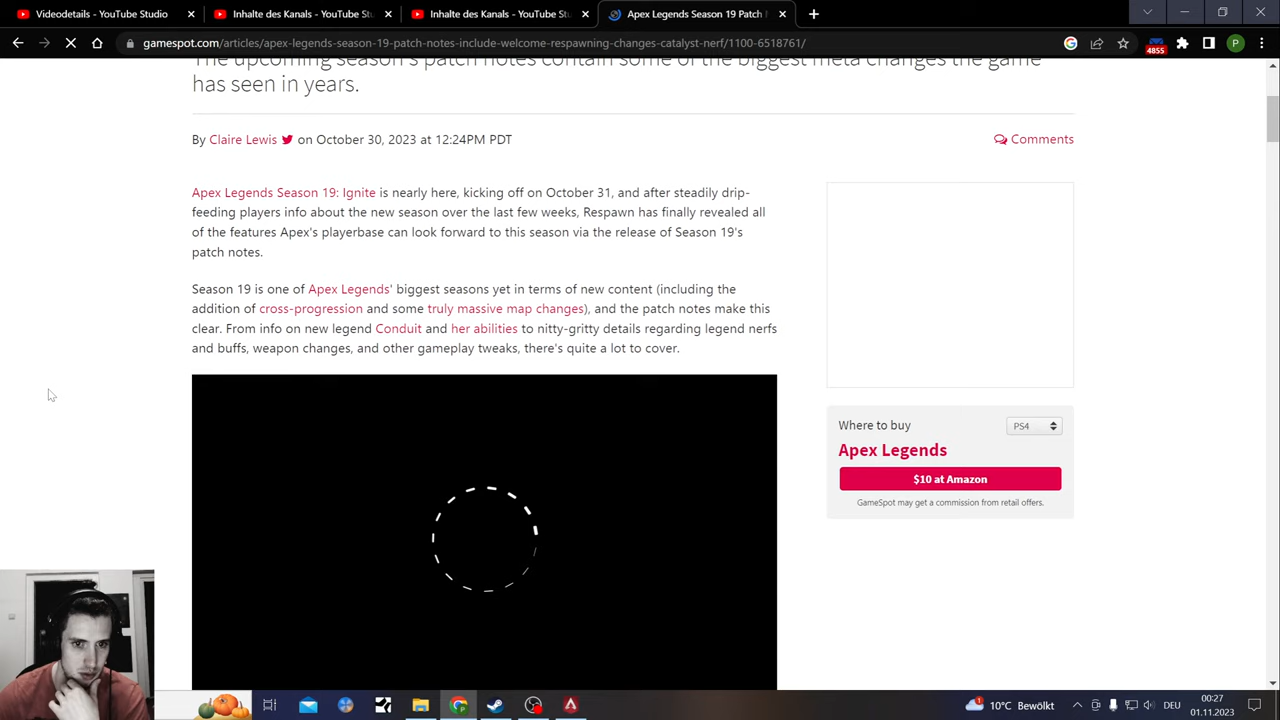 Videodetails - YouTube Studio
Inhalte des Kanals - YouTube St
Inhalte des Kanals - YouTube St
Apex Legends Season 19 Patch
gamespot.com/articles/apex-legends-season-19-patch-notes-include-welcome-respawning-changes-catalyst-nerf/1100-6518761/
4855
P
The upcoming season's patch notes contain some of the biggest meta changes the game
has seen in years.
By Claire Lewis on October 30, 2023 at 12:24PM PDT
Comments
Apex Legends Season 19: Ignite is nearly here, kicking off on October 31, and after steadily drip-
feeding players info about the new season over the last few weeks, Respawn has finally revealed all
of the features Apex's playerbase can look forward to this season via the release of Season 19's
patch notes.
Season 19 is one of Apex Legends' biggest seasons yet in terms of new content (including the
addition of cross-progression and some truly massive map changes), and the patch notes make this
clear. From info on new legend Conduit and her abilities to nitty-gritty details regarding legend nerfs
and buffs, weapon changes, and other gameplay tweaks, there's quite a lot to cover.
Where to buy
PS4
Apex Legends
$10 at Amazon
GameSpot may get a commission from retail offers.
10°C Bewölkt
DEU
00:27
01.11.2023